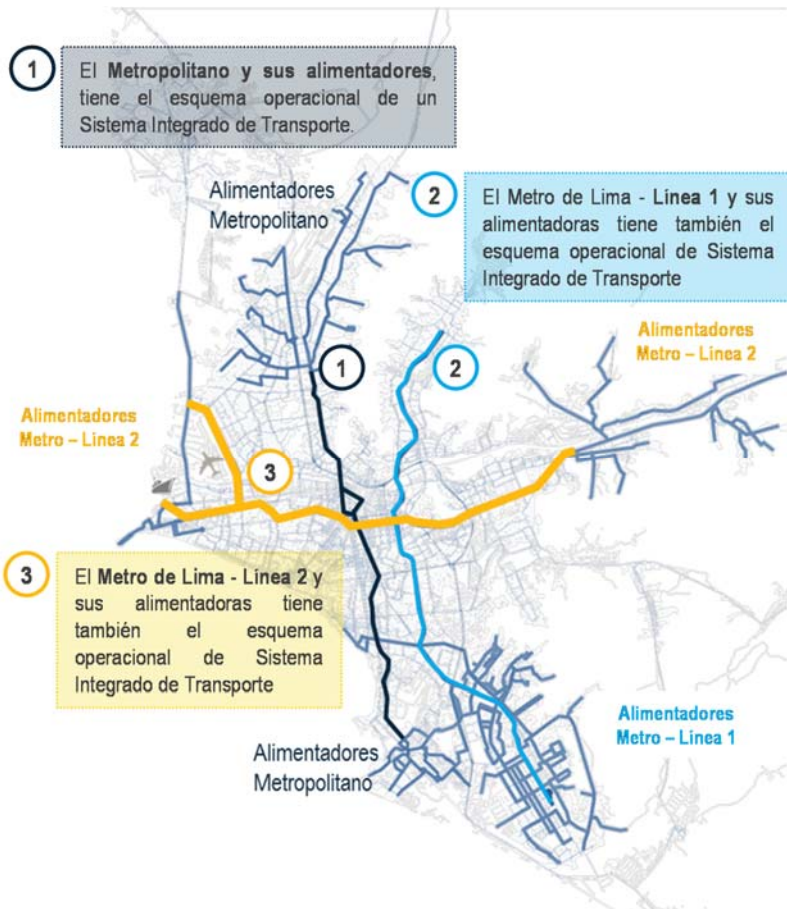 1
El Metropolitano y sus alimentadores,
tiene el esquema operacional de un
Sistema Integrado de Transporte.
Alimentadores
Metropolitano
2
El Metro de Lima - Línea 1 y sus
alimentadoras tiene también el
esquema operacional de Sistema
Integrado de Transporte
Alimentadores
Metro – Línea 2
1
2
Alimentadores
Metro – Línea 2
3
3
El Metro de Lima - Línea 2 y
sus alimentadoras tiene
también el esquema
operacional de Sistema
Integrado de Transporte
Alimentadores
Metro – Línea 1
Alimentadores
Metropolitano